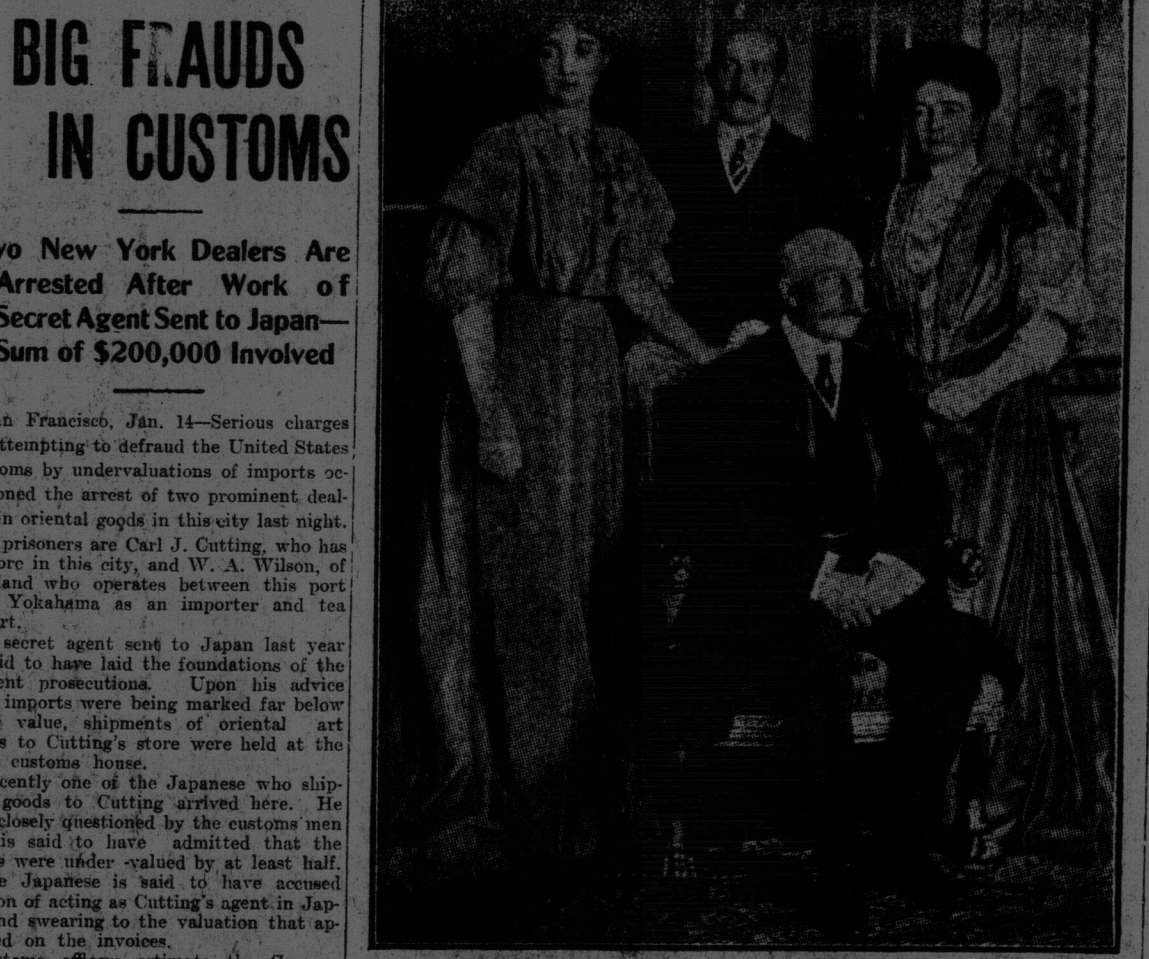 BIG FRAUDS
IN CUSTOMS
wo New York Dealers Are
Arrested After Work of
Secret Agent Sent to Japan—
Sum of $200,000 Involved
n Francisco, Jan. 14—Serious charges
ttempting to defraud the United States
oms by undervaluations of imports oc-
oned the arrest of two prominent deal-
n oriental goods in this city last night.
prisoners are Carl J. Cutting, who has
ore in this city, and W. A. Wilson, of
land who operates between this port
Yokahama as an importer and tea
rt.
secret agent sent to Japan last year
id to have laid the foundations of the
ent prosecutions. Upon his advice
imports were being marked far below
e value, shipments of oriental art
s to Cutting's store were held at the
customs house.
cently one of the Japanese who ship-
goods to Cutting arrived here. He
closely questioned by the customs men
is said to have admitted that the
s were under -valued by at least half.
e Japanese is said to have accused
on of acting as Cutting's agent in Jap-
nd swearing to the valuation that ap-
ed on the invoices.